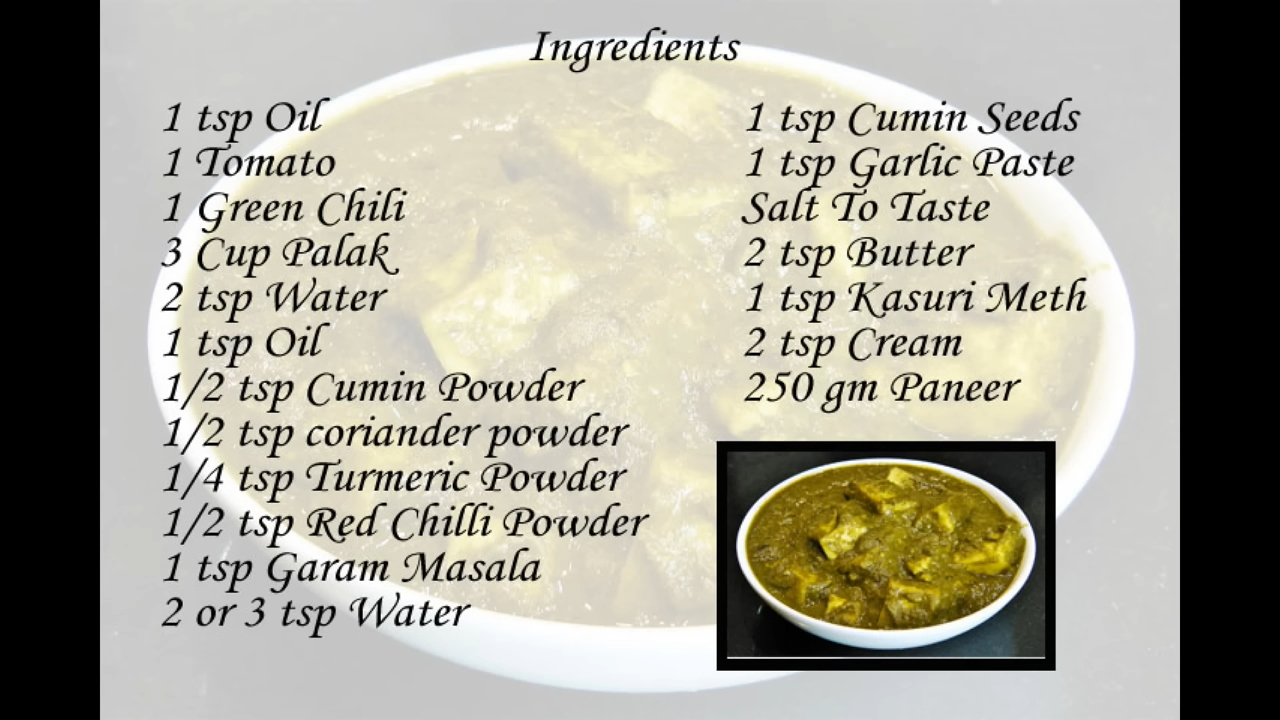 Ingredients
1 tsp Oil
1 Tomato
1 Green Chili
3 Cup Palak
2 tsp Water
1 tsp Oil
1/2 tsp Cumin Powder
1/2 tsp coriander powder
1/4 tsp Turmeric Powder
1/2 tsp Red Chilli Powder
1 tsp Garam Masala
2 or 3 tsp Water
1 tsp Cumin Seeds
1 tsp Garlic Paste
Salt To Taste
2 tsp Butter
1 tsp Kasuri Meth
2 tsp Cream
250 gm Paneer